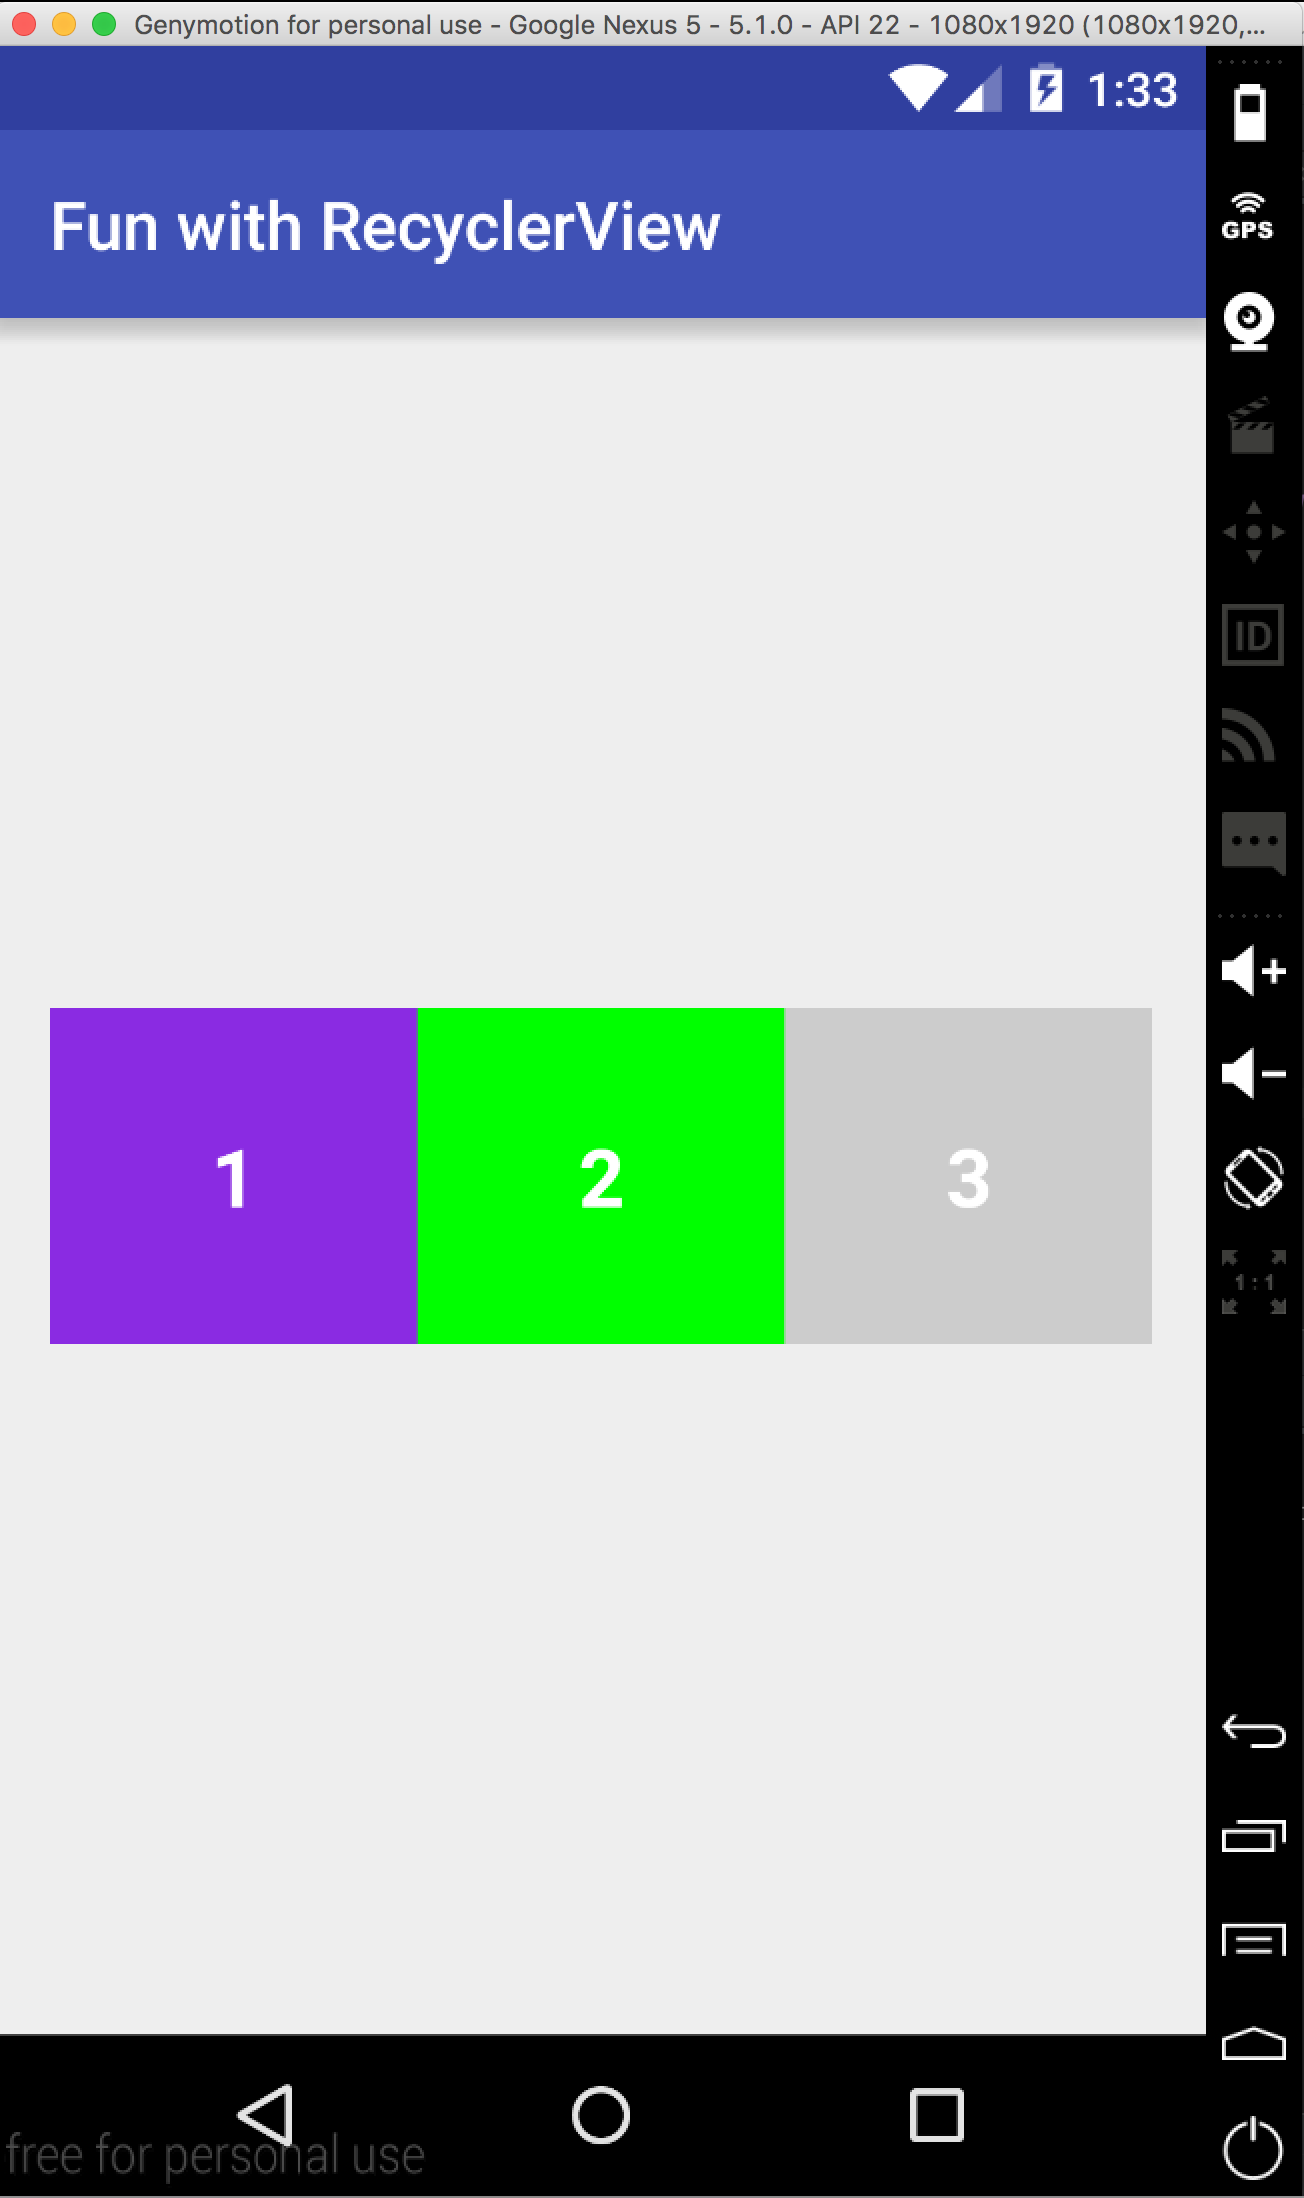 Genymotion for personal use - Google Nexus 5 - 5.1.0 - API 22 - 1080x1920 (1080x1920,...
1:33
Fun with RecyclerView
GPS
ID
1 2 3
1:1
free for personal use